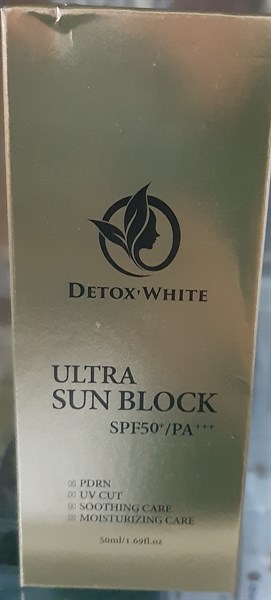 DETOX'WHITE
ULTRA
SUN BLOCK
SPF50+/PA+++
PDRN
UV CUT
SOOTHING CARE
MOISTURIZING CARE
50ml/1.69fl.oz